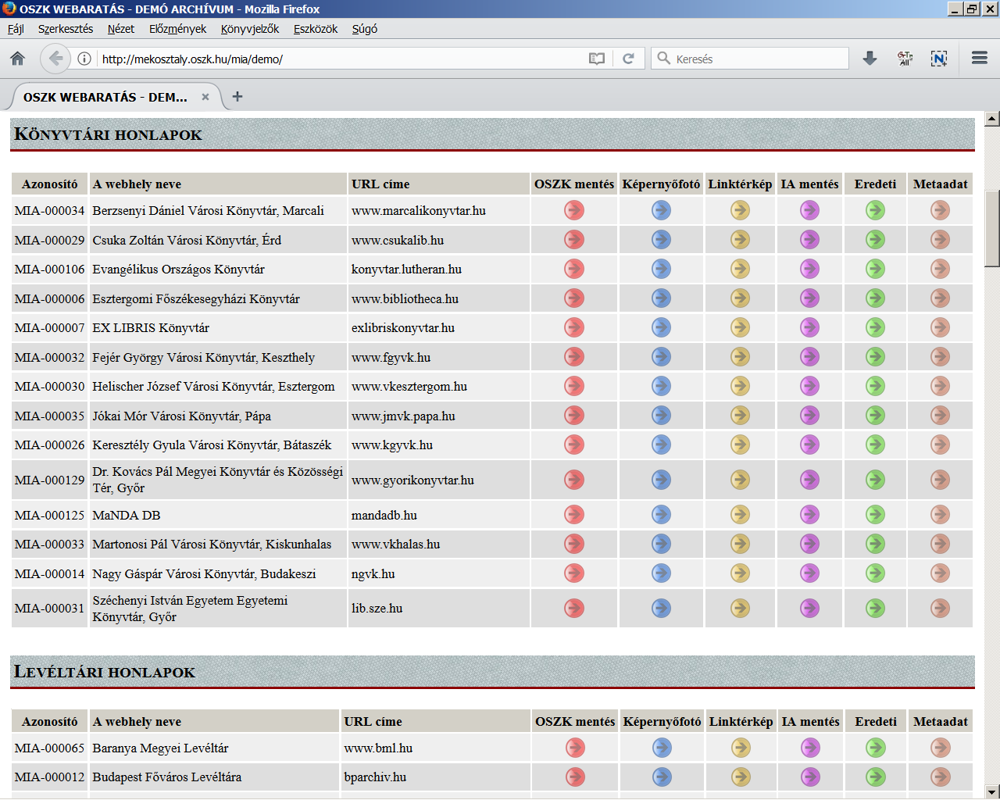 OSZK WEBARATÁS - DEMÓ ARCHÍVUM - Mozilla Firefox
Fájl Szerkesztés Nézet Előzmények Könyvjelzők Eszközök Súgó
http://mekosztaly.oszk.hu/mia/demo/ Keresés
OSZK WEBARATÁS - DEM...
KÖNYVTÁRI HONLAPOK
Azonosító A webhely neve URL címe OSZK mentés Képernyőfotó Linktérkép IA mentés Eredeti Metaadat
MIA-000034 Berzsenyi Dániel Városi Könyvtár, Marcali www.marcalikonyvtar.hu
MIA-000029 Csuka Zoltán Városi Könyvtár, Érd www.csukalib.hu
MIA-000106 Evangélikus Országos Könyvtár konyvtar.lutheran.hu
MIA-000006 Esztergomi Főszékesegyházi Könyvtár www.bibliotheca.hu
MIA-000007 EX LIBRIS Könyvtár exlibriskonyvtar.hu
MIA-000032 Fejér György Városi Könyvtár, Keszthely www.fgyvk.hu
MIA-000030 Helischer József Városi Könyvtár, Esztergom www.vkesztergom.hu
MIA-000035 Jókai Mór Városi Könyvtár, Pápa www.jmvk.papa.hu
MIA-000026 Keresztély Gyula Városi Könyvtár, Bátaszék www.kgyvk.hu
MIA-000129 Dr. Kovács Pál Megyei Könyvtár és Közösségi
Tér, Győr www.gyorikonyvtar.hu
MIA-000125 MaNDA DB mandadb.hu
MIA-000033 Martonosi Pál Városi Könyvtár, Kiskunhalas www.vkhalas.hu
MIA-000014 Nagy Gáspár Városi Könyvtár, Budakeszi ngvk.hu
MIA-000031 Széchenyi István Egyetem Egyetemi
Könyvtár, Győr lib.sze.hu
LEVÉLTÁRI HONLAPOK
Azonosító A webhely neve URL címe OSZK mentés Képernyőfotó Linktérkép IA mentés Eredeti Metaadat
MIA-000065 Baranya Megyei Levéltár www.bml.hu
MIA-000012 Budapest Főváros Levéltára bparchiv.hu